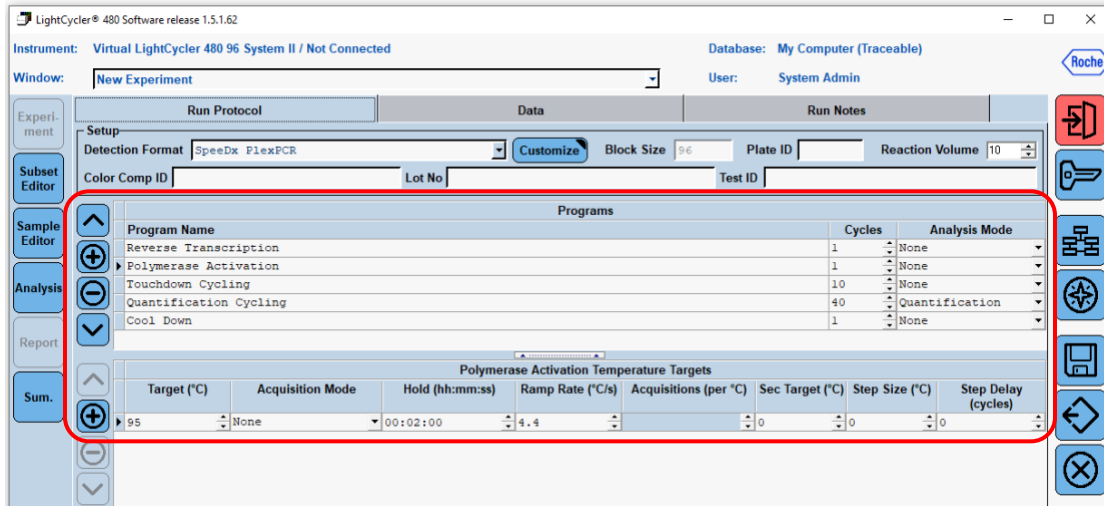 LightCycler® 480 Software release 1.5.1.62
Instrument: Virtual LightCycler 480 96 System II / Not Connected Database: My Computer (Traceable)
Window: New Experiment User: System Admin
Roche
Experi-
ment
Subset
Editor
Sample
Editor
Analysis
Report
Sum.
Run Protocol Data Run Notes
Setup
Detection Format SpeeDx PlexPCR Customize Block Size 96 Plate ID Reaction Volume 10
Color Comp ID Lot No Test ID
Programs
Program Name Cycles Analysis Mode
Reverse Transcription 1 None
Polymerase Activation 1 None
Touchdown Cycling 10 None
Quantification Cycling 40 Quantification
Cool Down 1 None
Polymerase Activation Temperature Targets
Target (°C) Acquisition Mode Hold (hh:mm:ss) Ramp Rate (°C/s) Acquisitions (per °C) Sec Target (°C) Step Size (°C) Step Delay
(cycles)
95 None 00:02:00 4.4 0 0 0